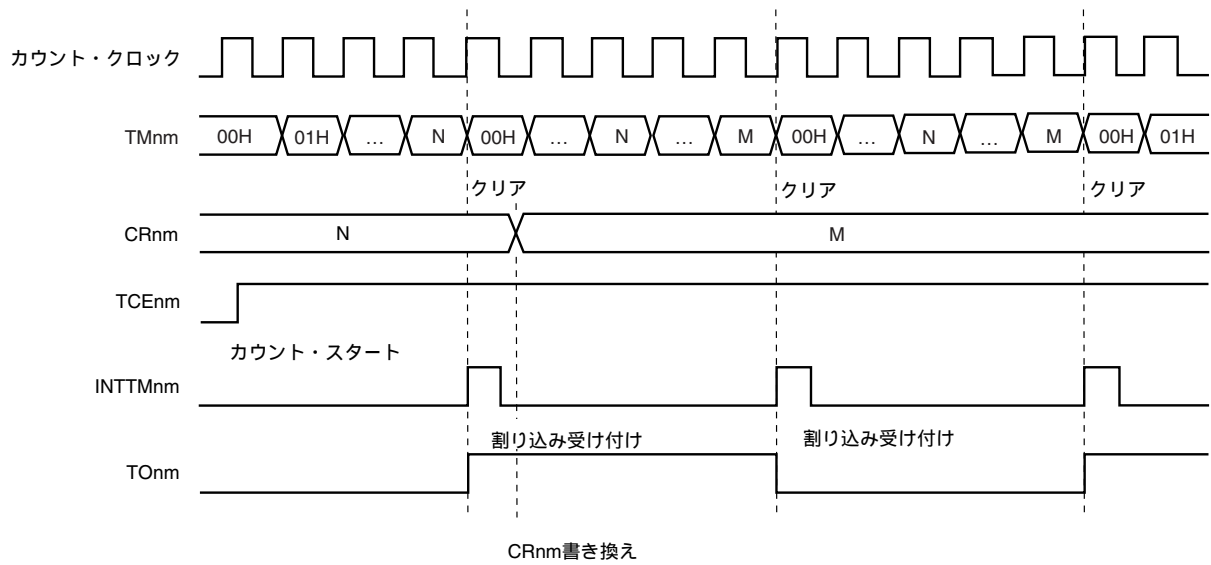 カウント・クロック
TMnm 00H 01H … N 00H … N … M 00H … N … M 00H 01H
クリア クリア クリア
CRnm N M
TCEnm
カウント・スタート
INTTMnm
割り込み受け付け 割り込み受け付け
TOnm
CRnm書き換え